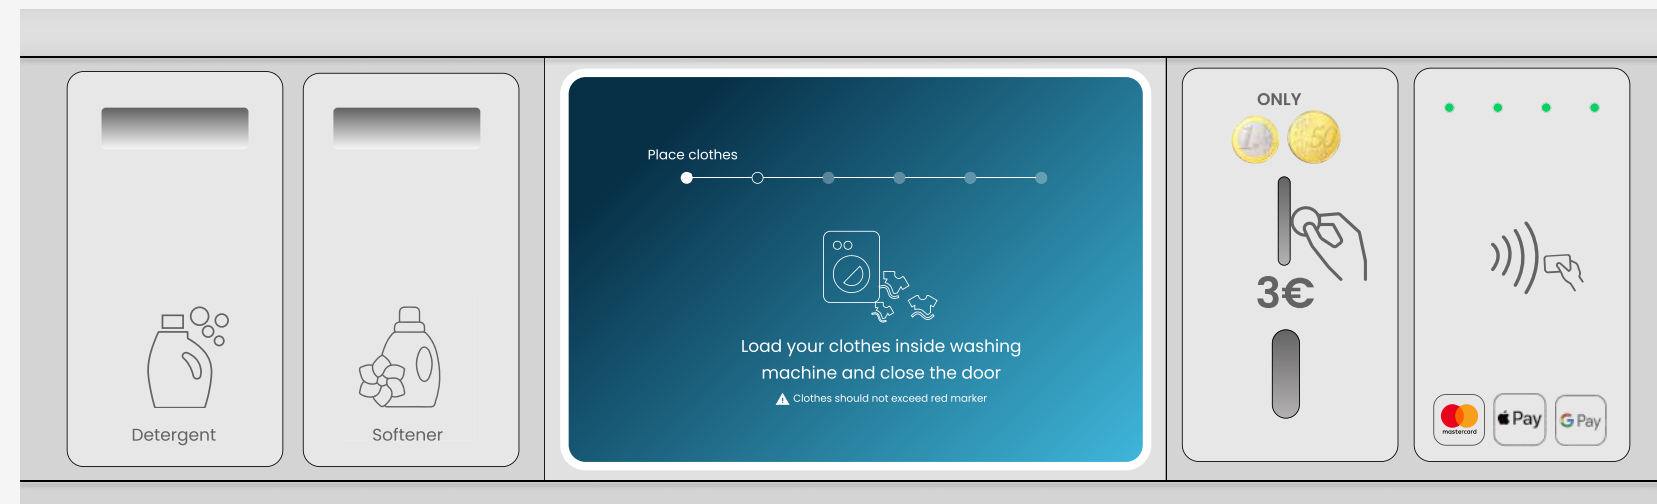 Detergent
Softener
Place clothes
Load your clothes inside washing
machine and close the door
Clothes should not exceed red marker
ONLY
1 50
3€
mastercard Pay G Pay